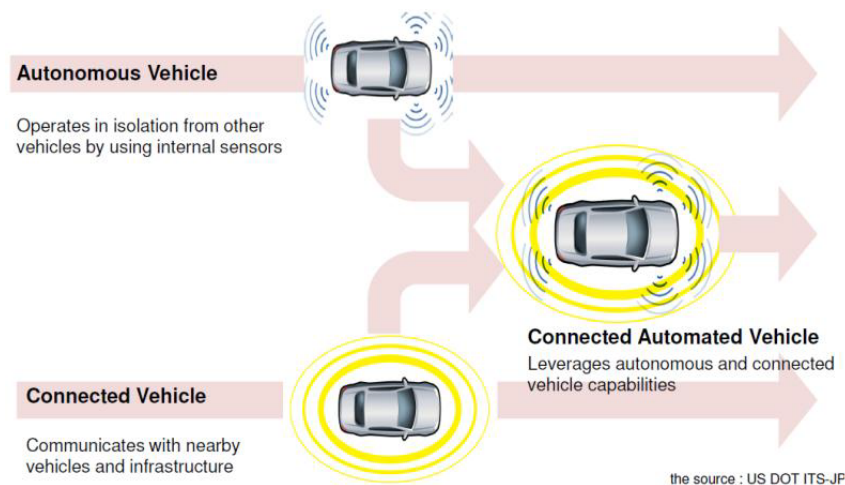 Autonomous Vehicle
Operates in isolation from other
vehicles by using internal sensors
Connected Automated Vehicle
Leverages autonomous and connected
vehicle capabilities
Connected Vehicle
Communicates with nearby
vehicles and infrastructure
the source : US DOT ITS-JP